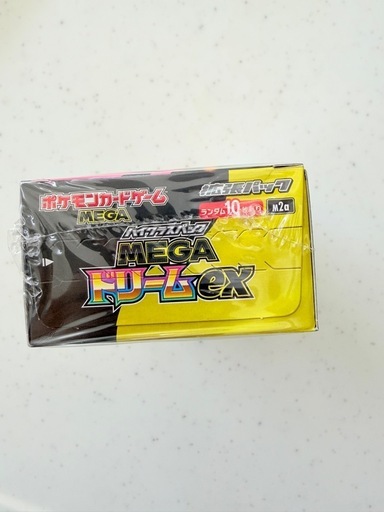 ポケモンカードゲーム
MEGA
拡張パック
ランダム10枚入り
M2a
ハイクラスパック
MEGA
ドリームex